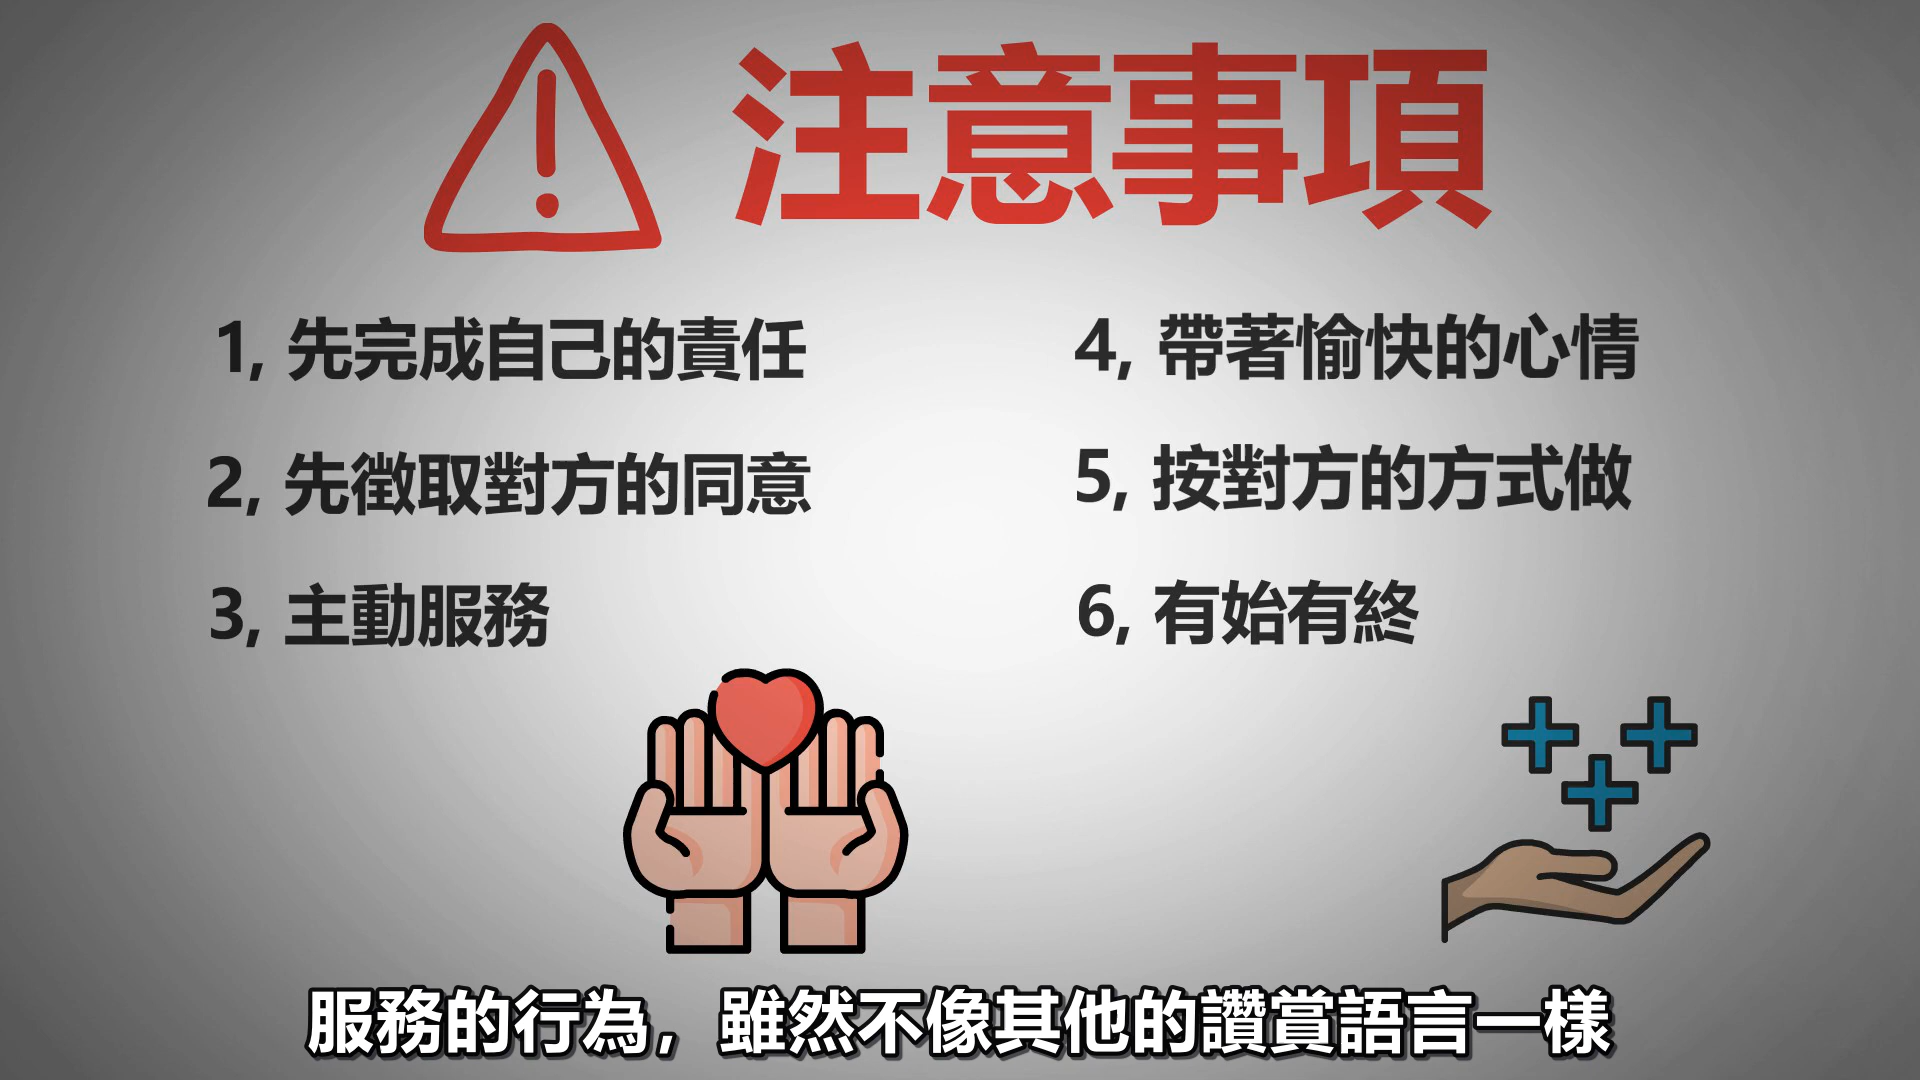 注意事項
1, 先完成自己的責任
2, 先徵取對方的同意
3, 主動服務
4, 帶著愉快的心情
5, 按對方的方式做
6, 有始有終
服務的行為，雖然不像其他的讚賞語言一樣